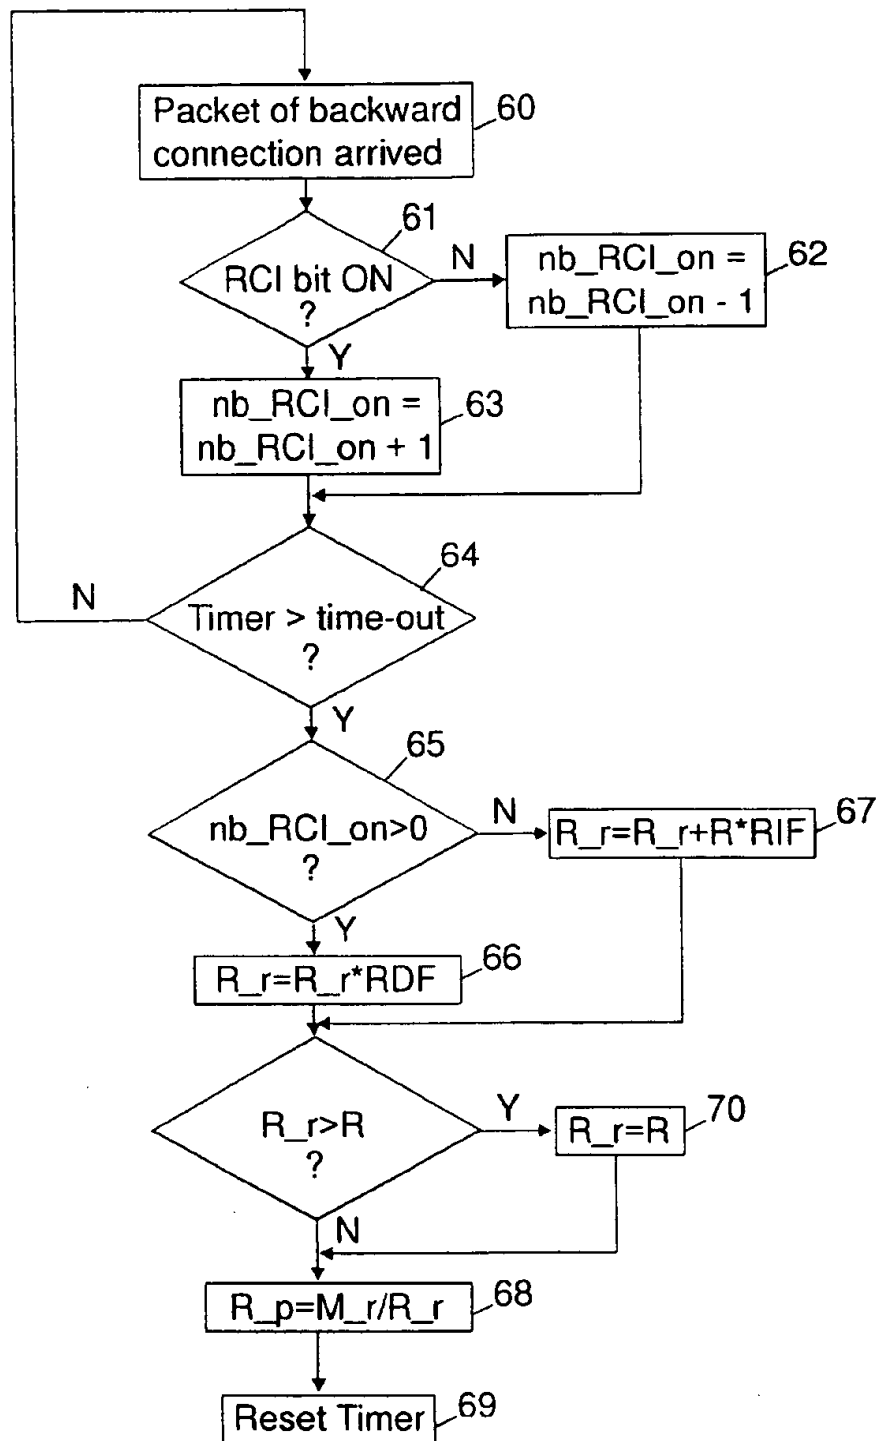 Packet of backward
connection arrived
60
61
RCI bit ON
?
N
nb_RCI_on =
nb_RCI_on - 1
62
Y
nb_RCI_on =
nb_RCI_on + 1
63
64
N
Timer > time-out
?
Y
65
nb_RCI_on>0
?
N
R_r=R_r+R*RIF
67
Y
R_r=R_r*RDF
66
R_r>R
?
Y
R_r=R
70
N
R_p=M_r/R_r
68
Reset Timer
69